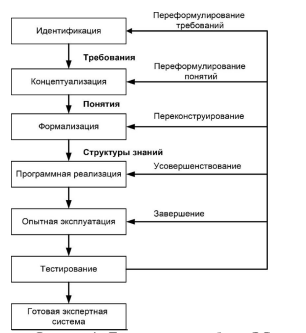 Переформулирование
требований
Идентификация
Требования
Переформулирование
понятий
Концептуализация
Понятия
Переконструирование
Формализация
Структуры знаний
Усовершенствование
Программная реализация
Завершение
Опытная эксплуатация
Тестирование
Готовая экспертная
система